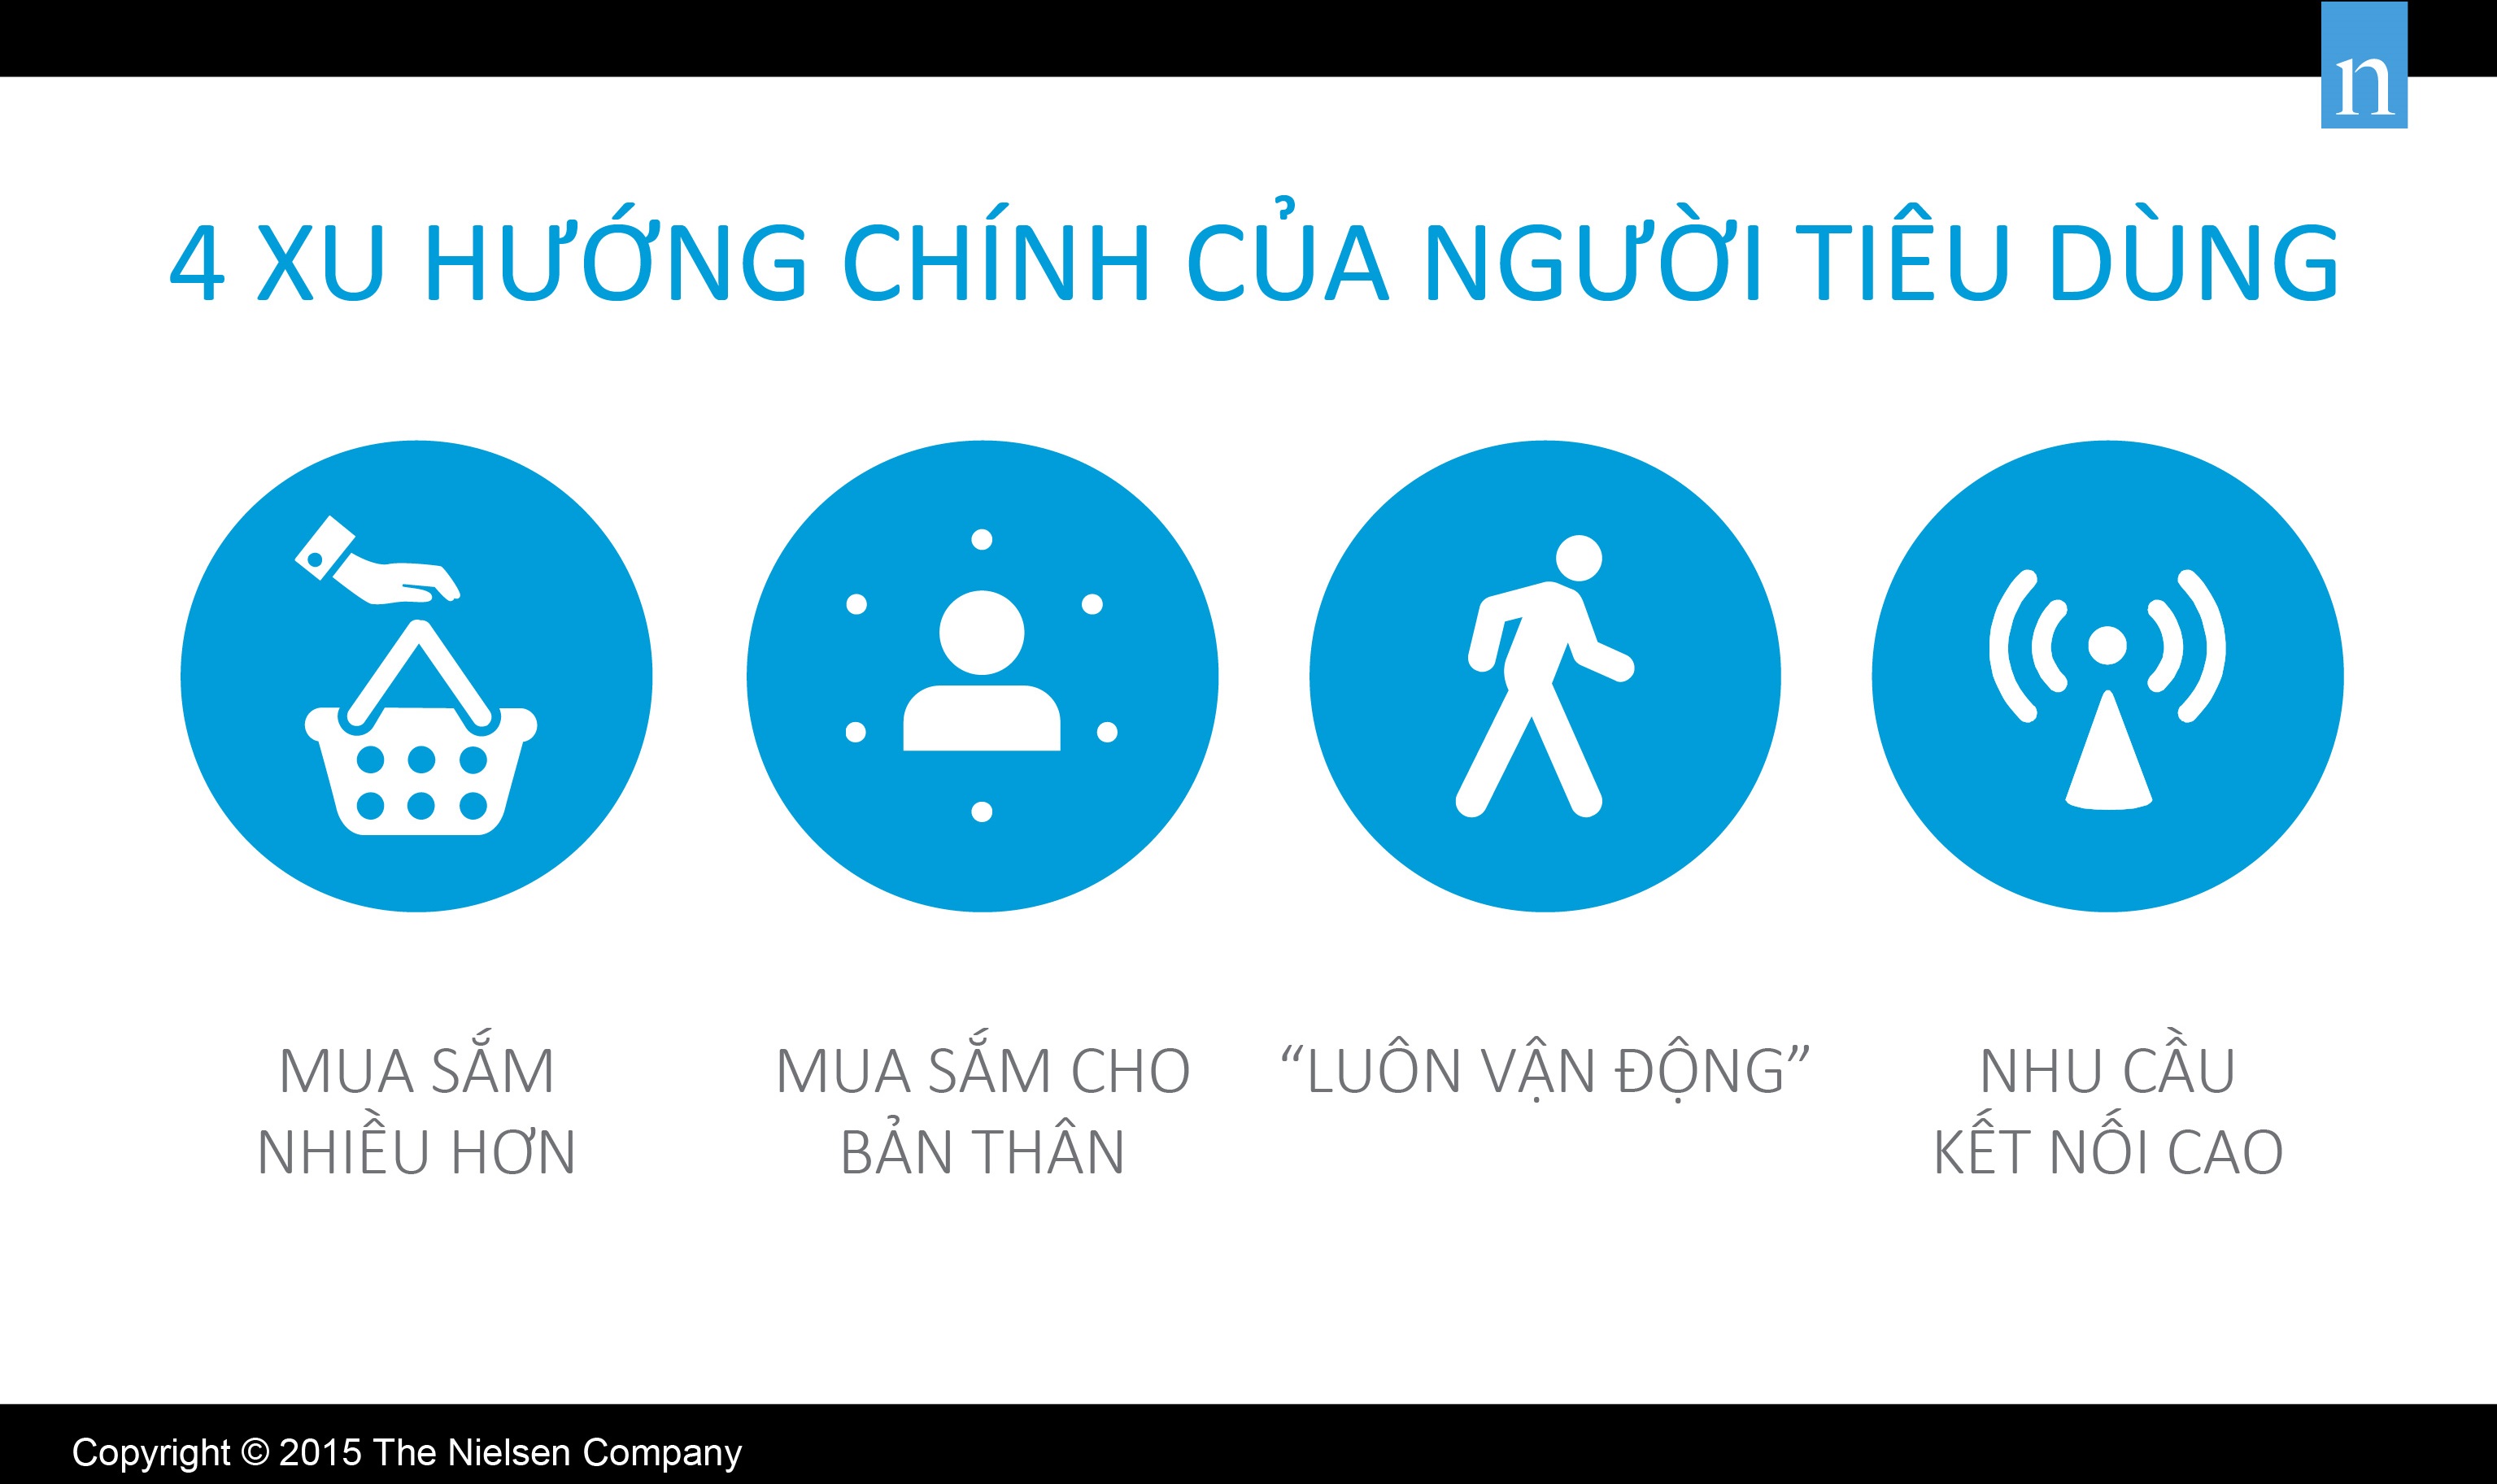 n
4 XU HƯỚNG CHÍNH CỦA NGƯỜI TIÊU DÙNG
MUA SẮM
NHIỀU HƠN
MUA SẮM CHO
BẢN THÂN
“LUÔN VẬN ĐỘNG”
NHU CẦU
KẾT NỐI CAO
Copyright © 2015 The Nielsen Company